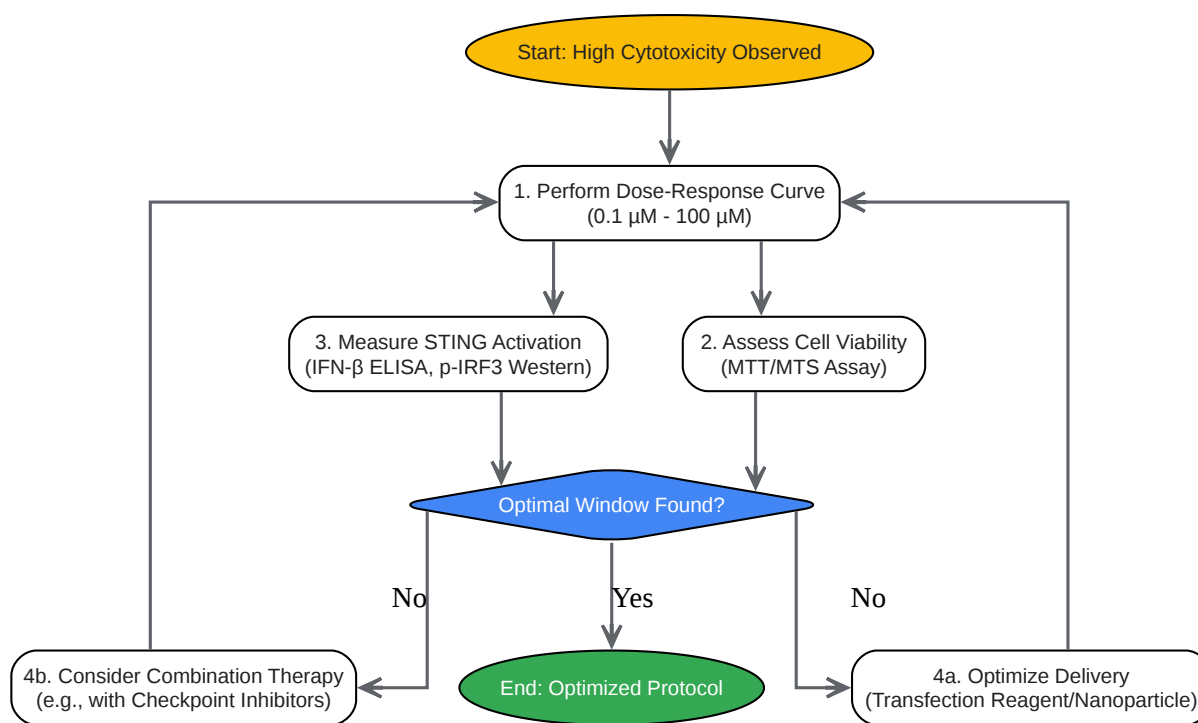 Start: High Cytotoxicity Observed
1. Perform Dose-Response Curve
(0.1 µM - 100 µM)
3. Measure STING Activation
(IFN-β ELISA, p-IRF3 Western)
2. Assess Cell Viability
(MTT/MTS Assay)
Optimal Window Found?
No
Yes
No
4b. Consider Combination Therapy
(e.g., with Checkpoint Inhibitors)
End: Optimized Protocol
4a. Optimize Delivery
(Transfection Reagent/Nanoparticle)